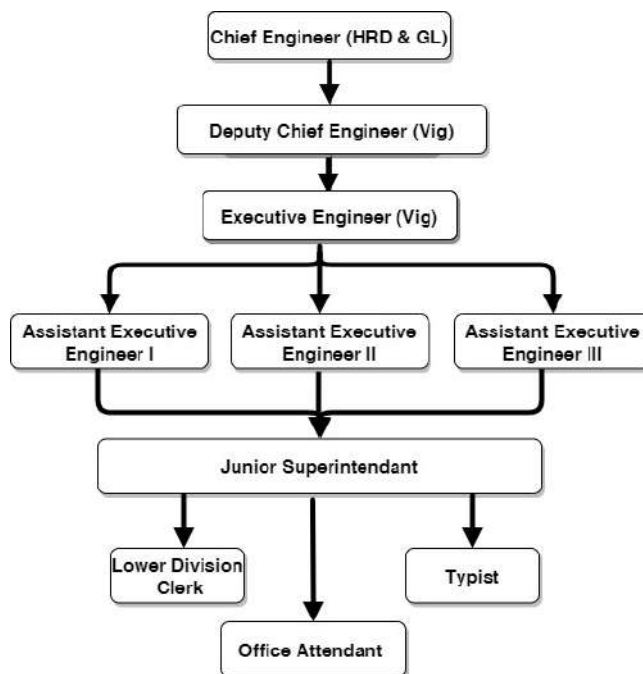 Chief Engineer (HRD & GL)
Deputy Chief Engineer (Vig)
Executive Engineer (Vig)
Assistant Executive
Engineer I
Assistant Executive
Engineer II
Assistant Executive
Engineer III
Junior Superintendant
Lower Division
Clerk
Typist
Office Attendant